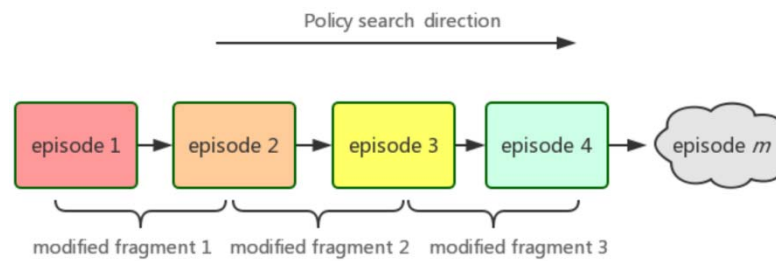 Policy search direction
episode 1
episode 2
episode 3
episode 4
episode m
modified fragment 1
modified fragment 2
modified fragment 3